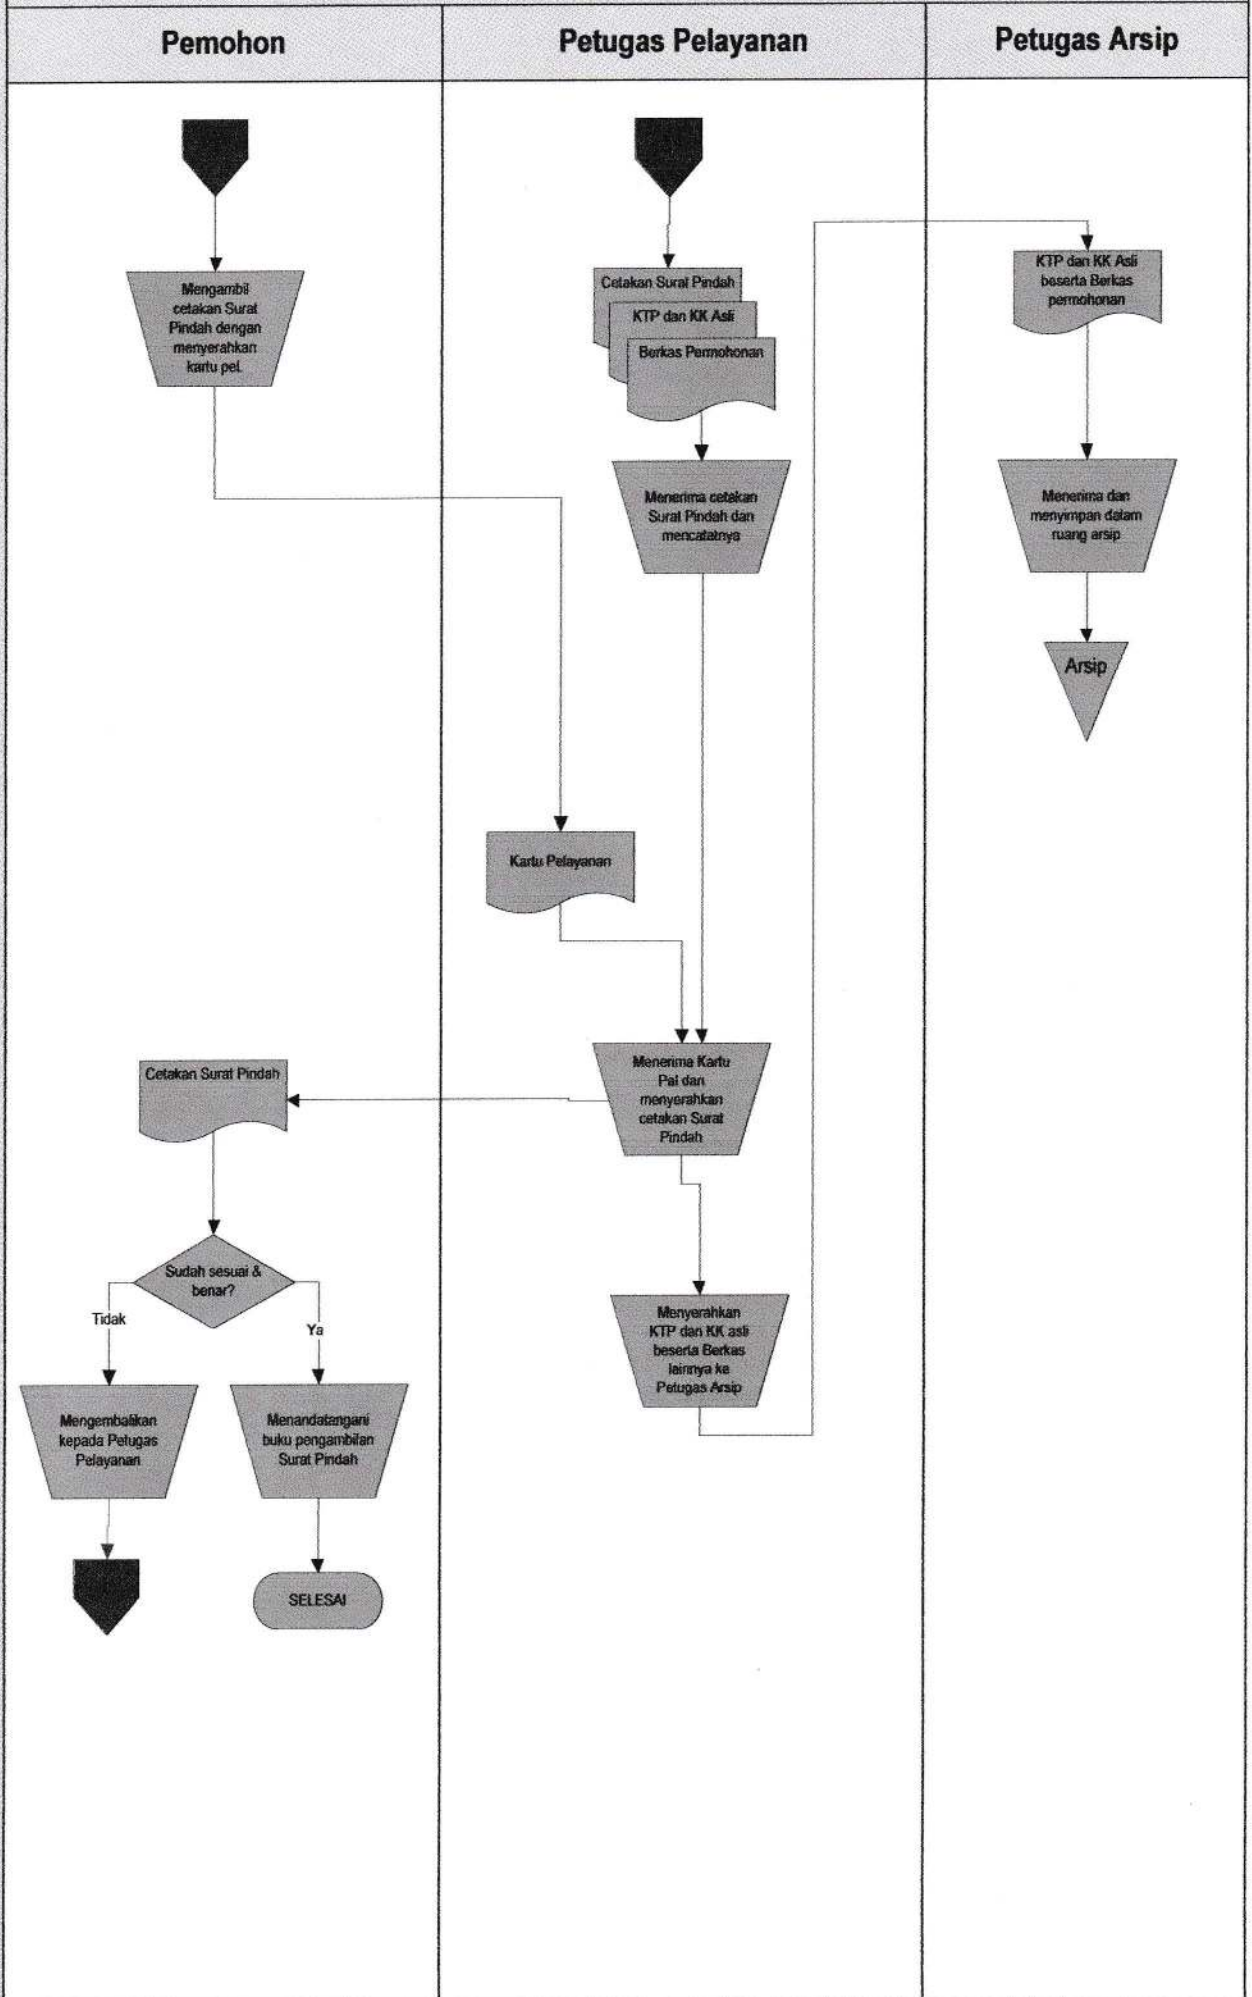 Pemohon
Petugas Pelayanan
Petugas Arsip
Mengambil
cetakan Surat
Pindah dengan
menyerahkan
kartu pel.
Cetakan Surat Pindah
KTP dan KK Asli
Berkas Permohonan
KTP dan KK Asli
beserta Berkas
permohonan
Menerima cetakan
Surat Pindah dan
mencatatnya
Menerima dan
menyimpan dalam
ruang arsip
Arsip
Kartu Pelayanan
Menerima Kartu
Pal dan
menyerahkan
cetakan Surat
Pindah
Cetakan Surat Pindah
Sudah sesuai &
benar?
Tidak
Ya
Menyerahkan
KTP dan KK asli
beserta Berkas
lainnya ke
Petugas Arsip
Mengembalikan
kepada Petugas
Pelayanan
Menandatangani
buku pengambilan
Surat Pindah
SELESAI